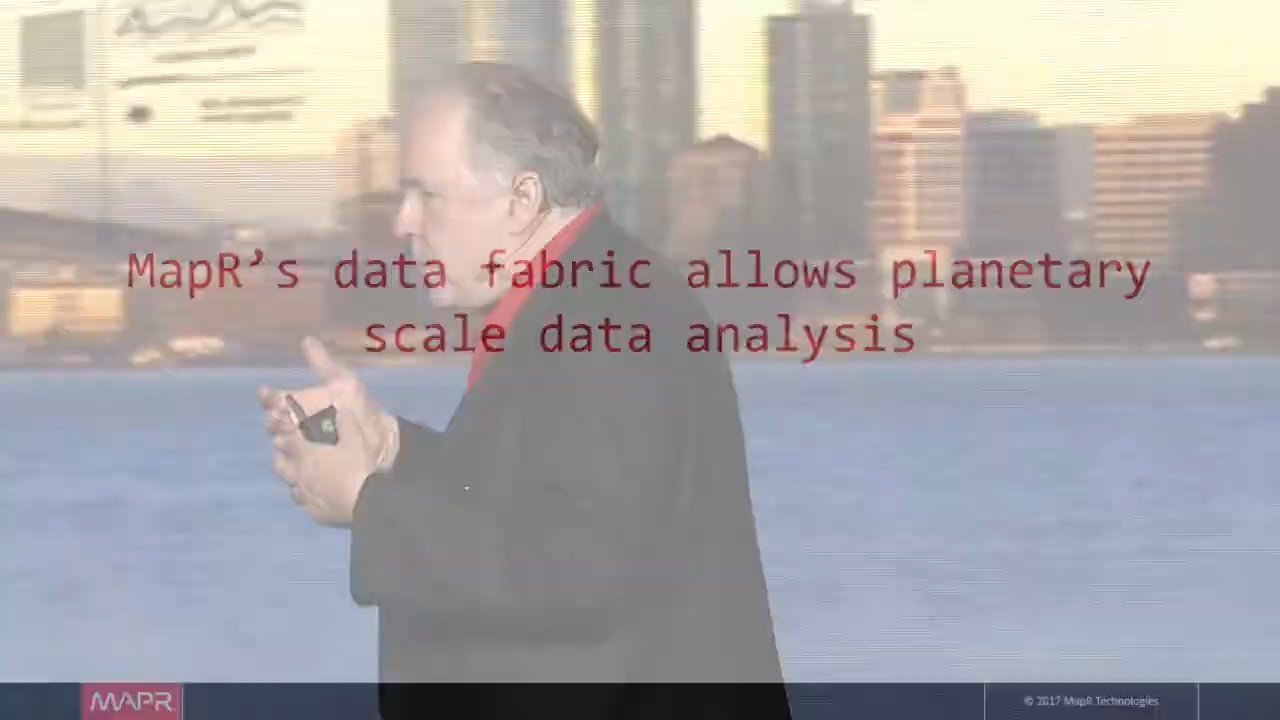 MapR’s data fabric allows planetary
scale data analysis
MAPR
© 2017 MapR Technologies